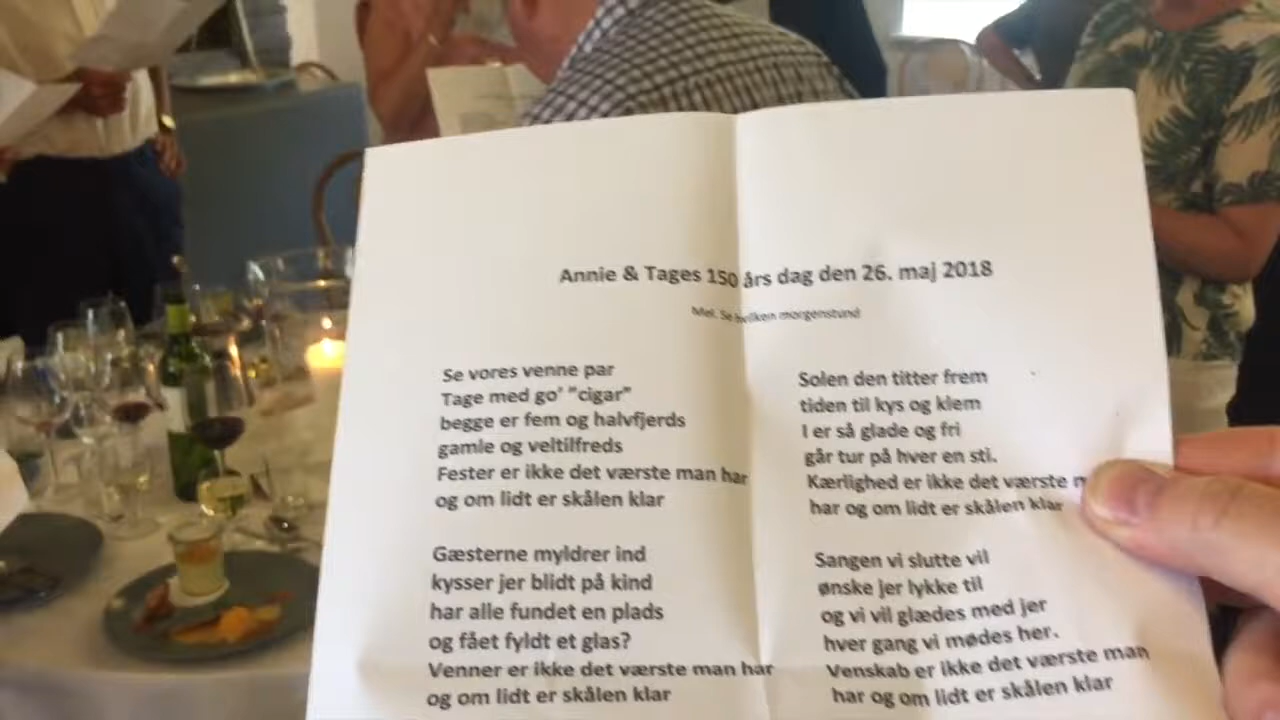 Annie & Tages 150 års dag den 26. maj 2018
Mel. Se hvilken morgenstund
Se vores venne par
Tage med go' "cigar"
begge er fem og halvfjerds
gamle og veltilfreds
Fester er ikke det værste man har
og om lidt er skålen klar
Gæsterne myldrer ind
kysser jer blidt på kind
har alle fundet en plads
og fået fyldt et glas?
Venner er ikke det værste man har
og om lidt er skålen klar
Solen den titter frem
tiden til kys og klem
I er så glade og fri
går tur på hver en sti.
Kærlighed er ikke det værste
har og om lidt er skålen klar
Sangen vi slutte vil
ønske jer lykke til
og vi vil glædes med jer
hver gang vi mødes her.
Venskab er ikke det værste man
har og om lidt er skålen klar